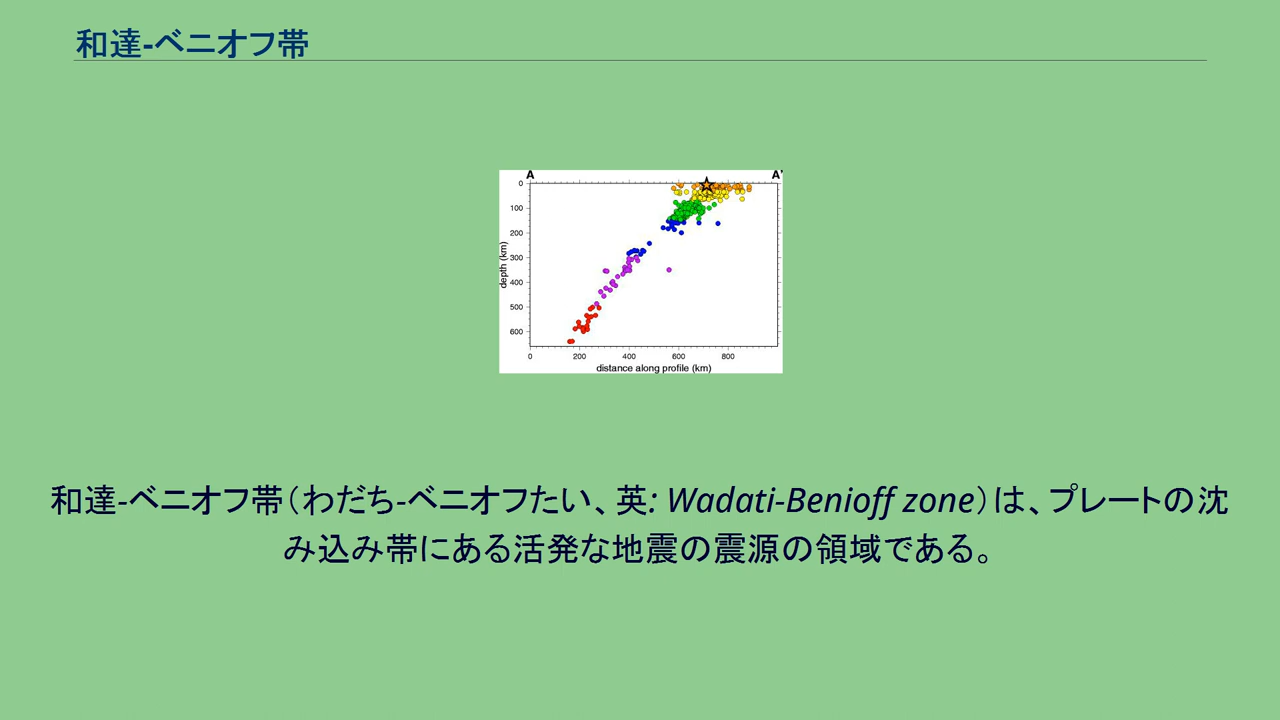 和達-ベニオフ帯
A A'
0
100
200
300
400
500
600
depth (km)
0 200 400 600 800
distance along profile (km)
和達-ベニオフ帯（わだち-ベニオフたい、英: Wadati-Benioff zone）は、プレートの沈
み込み帯にある活発な地震の震源の領域である。